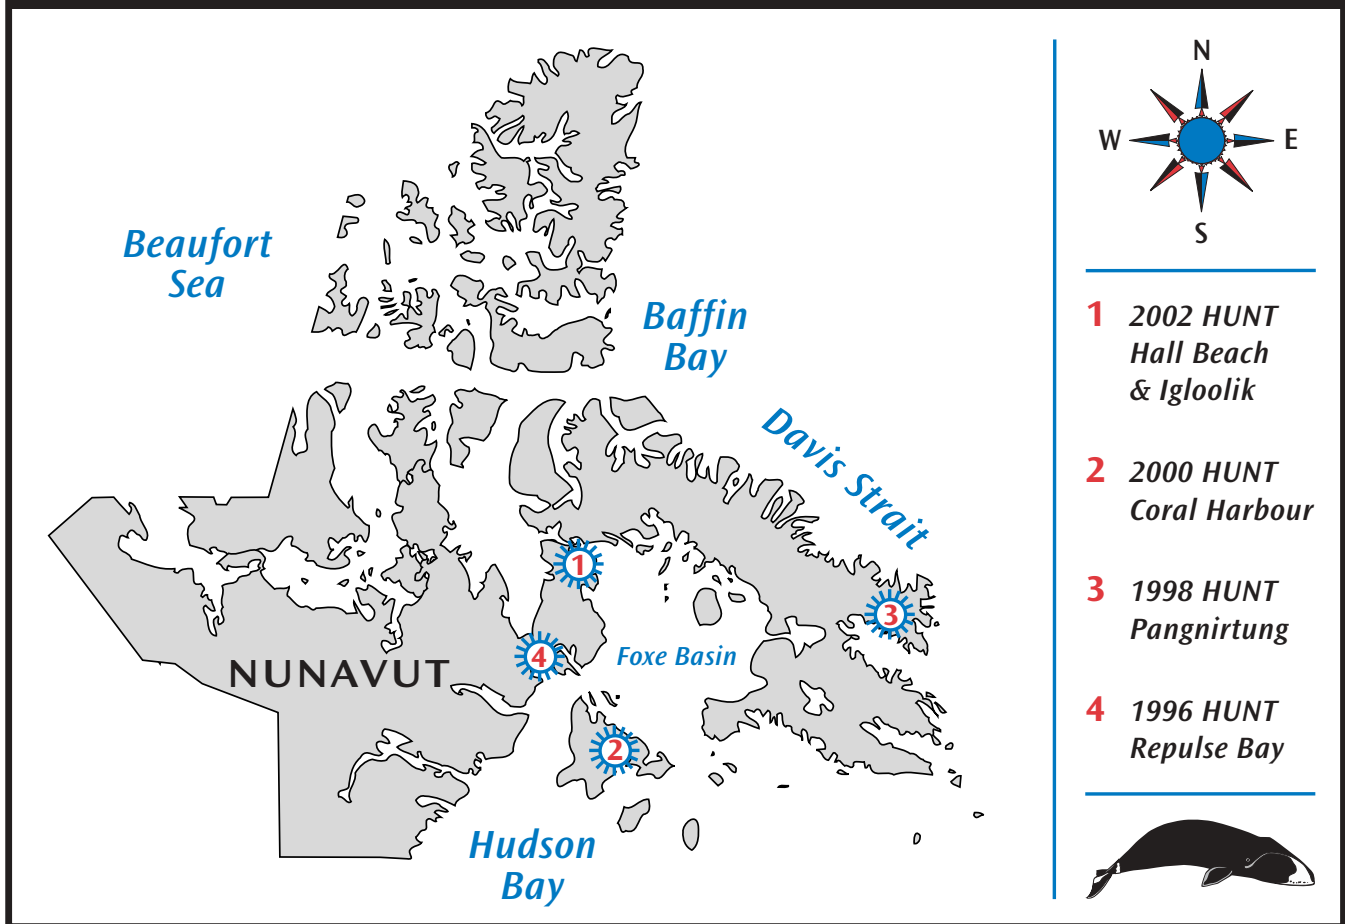 Beaufort
Sea
Baffin
Bay
Davis Strait
NUNAVUT
Foxe Basin
Hudson
Bay
1
2
3
4
N
W
E
S
1 2002 HUNT
Hall Beach
& Igloolik
2 2000 HUNT
Coral Harbour
3 1998 HUNT
Pangnirtung
4 1996 HUNT
Repulse Bay